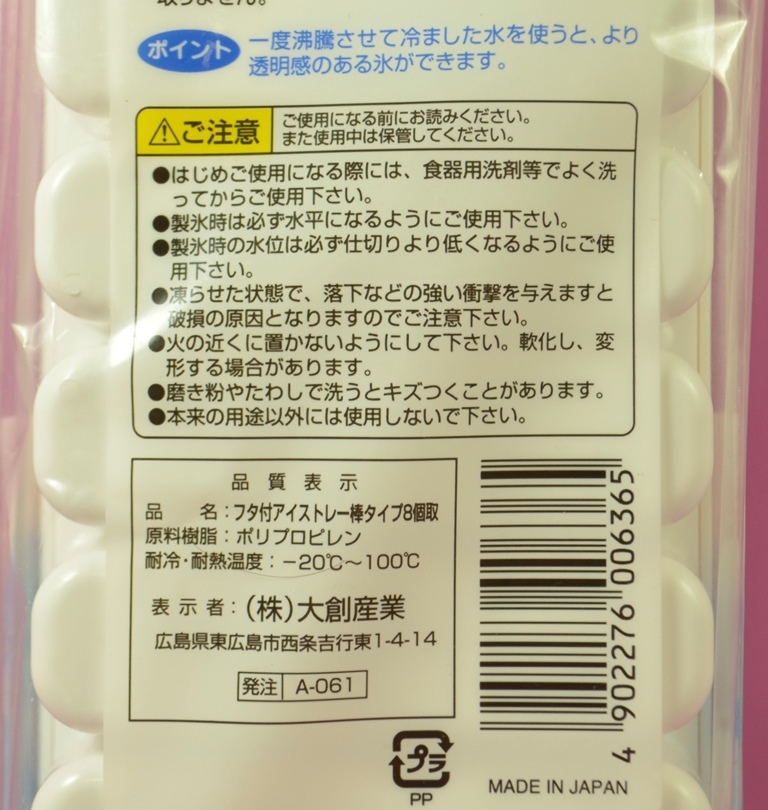 取りません。
ポイント
一度沸騰させて冷ました水を使うと、より
透明感のある氷ができます。
⚠ご注意
ご使用になる前にお読みください。
また使用中は保管してください。
●はじめご使用になる際には、食器用洗剤等でよく洗
ってからご使用下さい。
●製氷時は必ず水平になるようにご使用下さい。
●製氷時の水位は必ず仕切りより低くなるようにご使
用下さい。
●凍らせた状態で、落下などの強い衝撃を与えますと
破損の原因となりますのでご注意下さい。
●火の近くに置かないようにして下さい。軟化し、変
形する場合があります。
●磨き粉やたわしで洗うとキズつくことがあります。
●本来の用途以外には使用しないで下さい。
品質表示
品　名：フタ付アイストレー棒タイプ8個取
原料樹脂：ポリプロピレン
耐冷・耐熱温度：－20℃～100℃
表示者：(株)大創産業
広島県東広島市西条吉行東1-4-14
発注 A-061
4 902276 006365
プラ
PP
MADE IN JAPAN